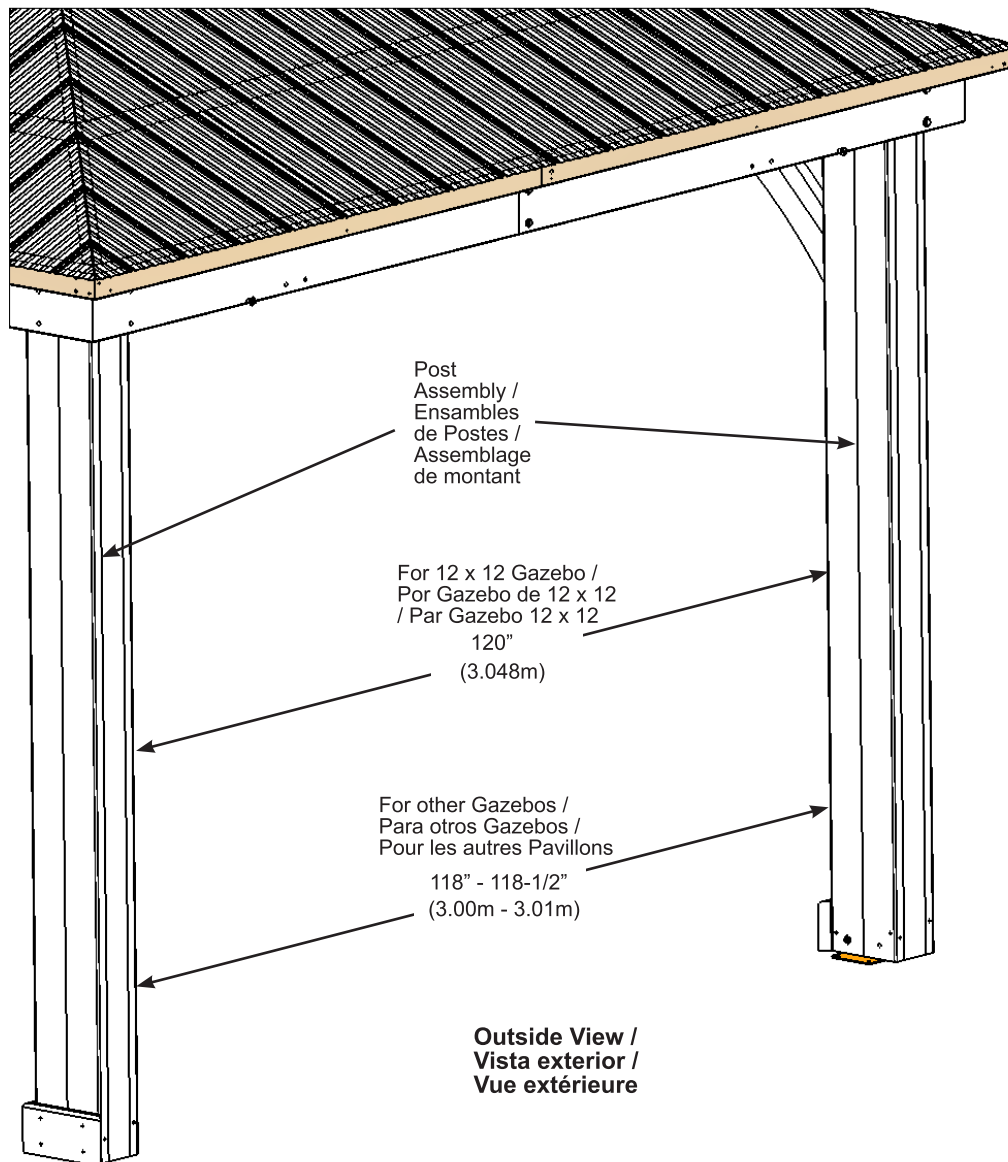 Post
Assembly /
Ensambles
de Postes /
Assemblage
de montant
For 12 x 12 Gazebo /
Por Gazebo de 12 x 12
/ Par Gazebo 12 x 12
120”
(3.048m)
For other Gazebos /
Para otros Gazebos /
Pour les autres Pavillons
118” - 118-1/2”
(3.00m - 3.01m)
Outside View /
Vista exterior /
Vue extérieure